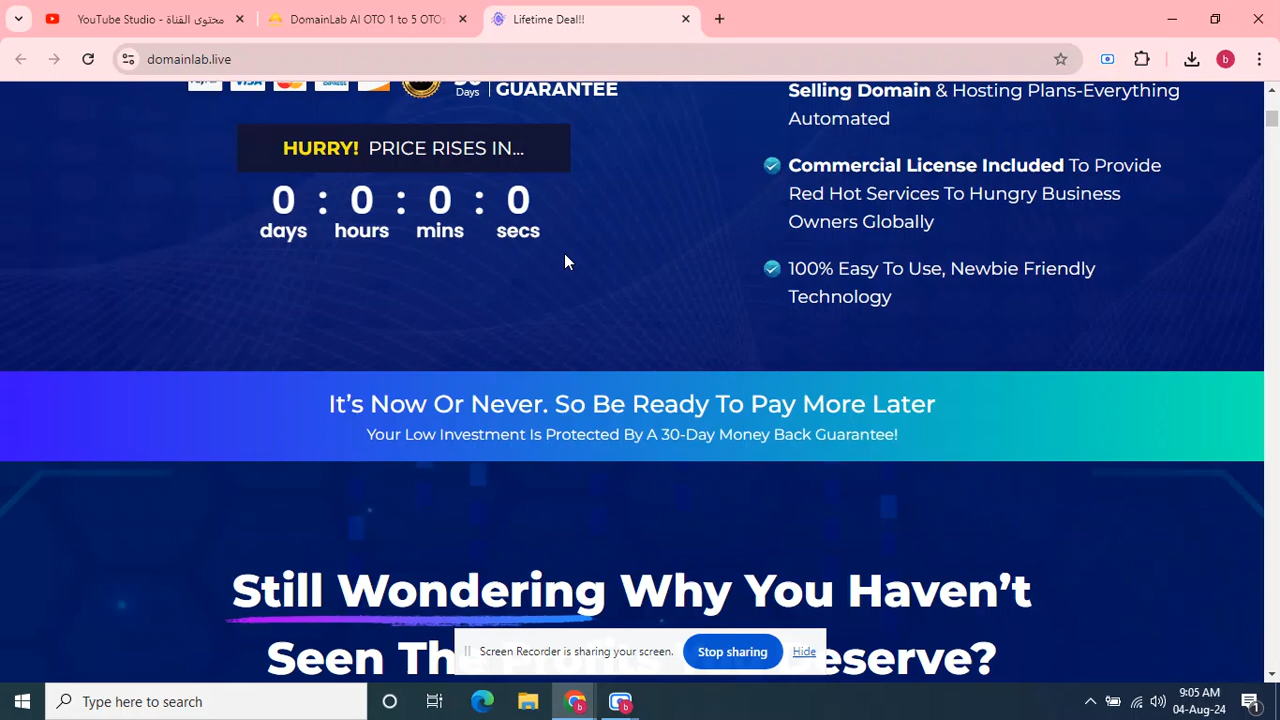 YouTube Studio - محتوى القناة
DomainLab AI OTO 1 to 5 OTOs
Lifetime Deal!!
domainlab.live
b
VISA
Days
GUARANTEE
Selling Domain & Hosting Plans-Everything
Automated
HURRY! PRICE RISES IN...
Commercial License Included To Provide
Red Hot Services To Hungry Business
Owners Globally
0 : 0 : 0 : 0
days hours mins secs
100% Easy To Use, Newbie Friendly
Technology
It's Now Or Never. So Be Ready To Pay More Later
Your Low Investment Is Protected By A 30-Day Money Back Guarantee!
Still Wondering Why You Haven't
Seen The
eserve?
Screen Recorder is sharing your screen.
Stop sharing
Hide
Type here to search
9:05 AM
04-Aug-24